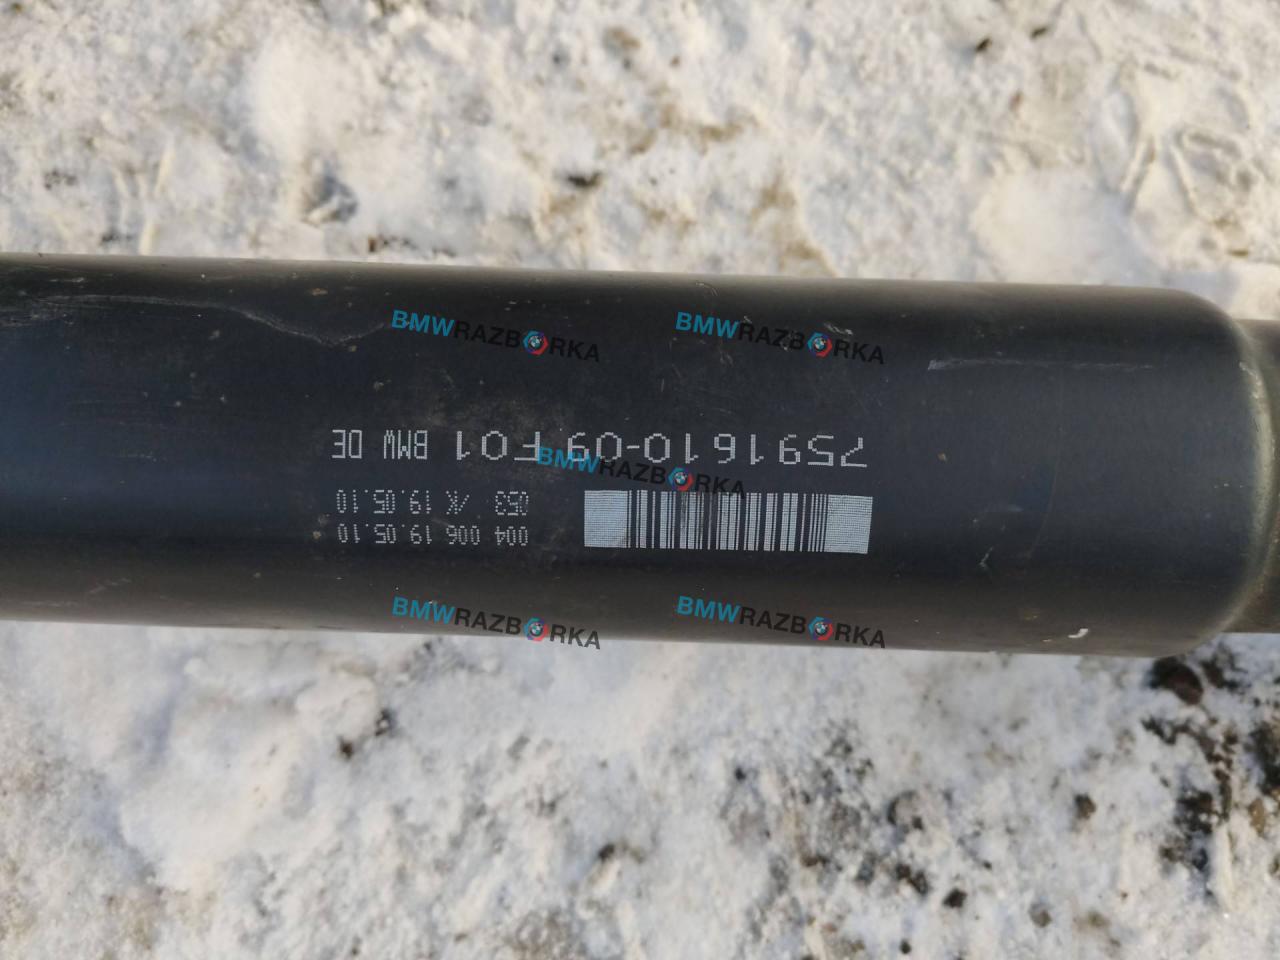 004 006 19.05.10
053 /K 19.05.10
7591610-09 F01 BMW DE
BMWRAZBORKA
BMWRAZBORKA
BMWRAZBORKA
BMWRAZBORKA
BMWRAZBORKA